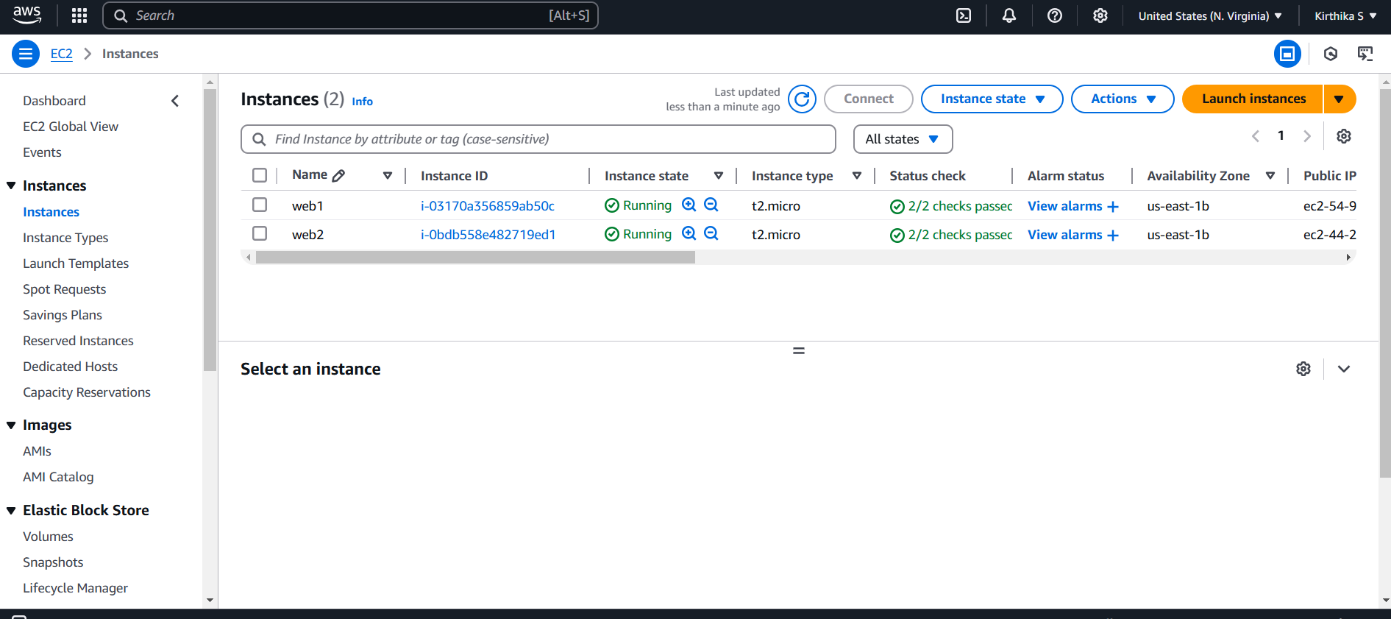 aws
Search [Alt+S] United States (N. Virginia) Kirthika S
EC2 Instances
Dashboard
EC2 Global View
Events
Instances
Instances
Instance Types
Launch Templates
Spot Requests
Savings Plans
Reserved Instances
Dedicated Hosts
Capacity Reservations
Images
AMIs
AMI Catalog
Elastic Block Store
Volumes
Snapshots
Lifecycle Manager
Instances (2) Info
Last updated
less than a minute ago
Connect Instance state Actions Launch instances
Find Instance by attribute or tag (case-sensitive) All states 1
Name Instance ID Instance state Instance type Status check Alarm status Availability Zone Public IP
web1 i-03170a356859ab50c Running t2.micro 2/2 checks passec View alarms + us-east-1b ec2-54-9
web2 i-0bdb558e482719ed1 Running t2.micro 2/2 checks passec View alarms + us-east-1b ec2-44-2
Select an instance